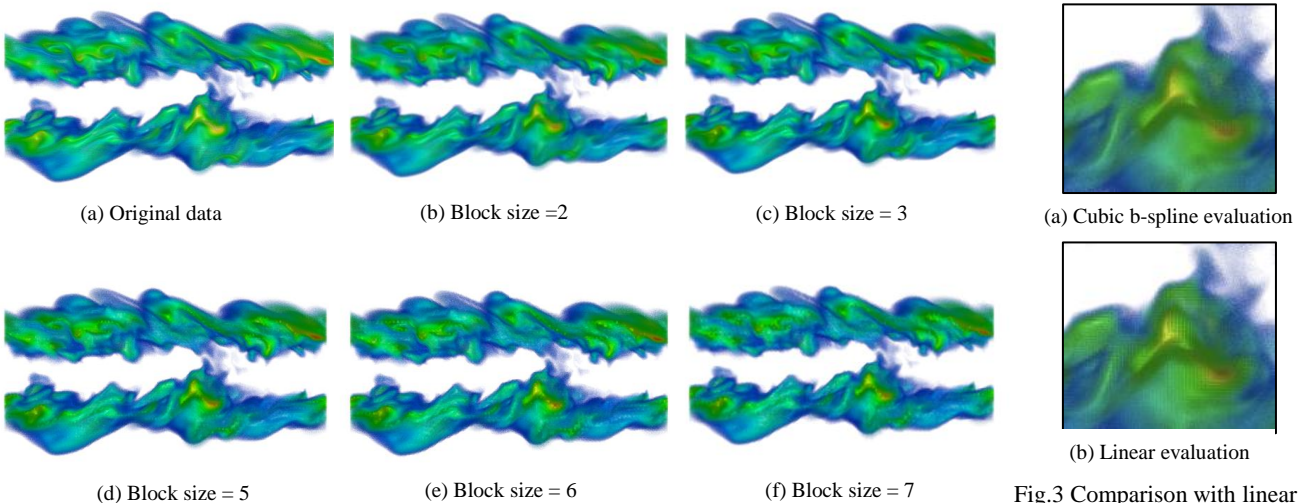 (a) Original data
(b) Block size =2
(c) Block size = 3
(a) Cubic b-spline evaluation
(d) Block size = 5
(e) Block size = 6
(f) Block size = 7
(b) Linear evaluation
Fig.3 Comparison with linear